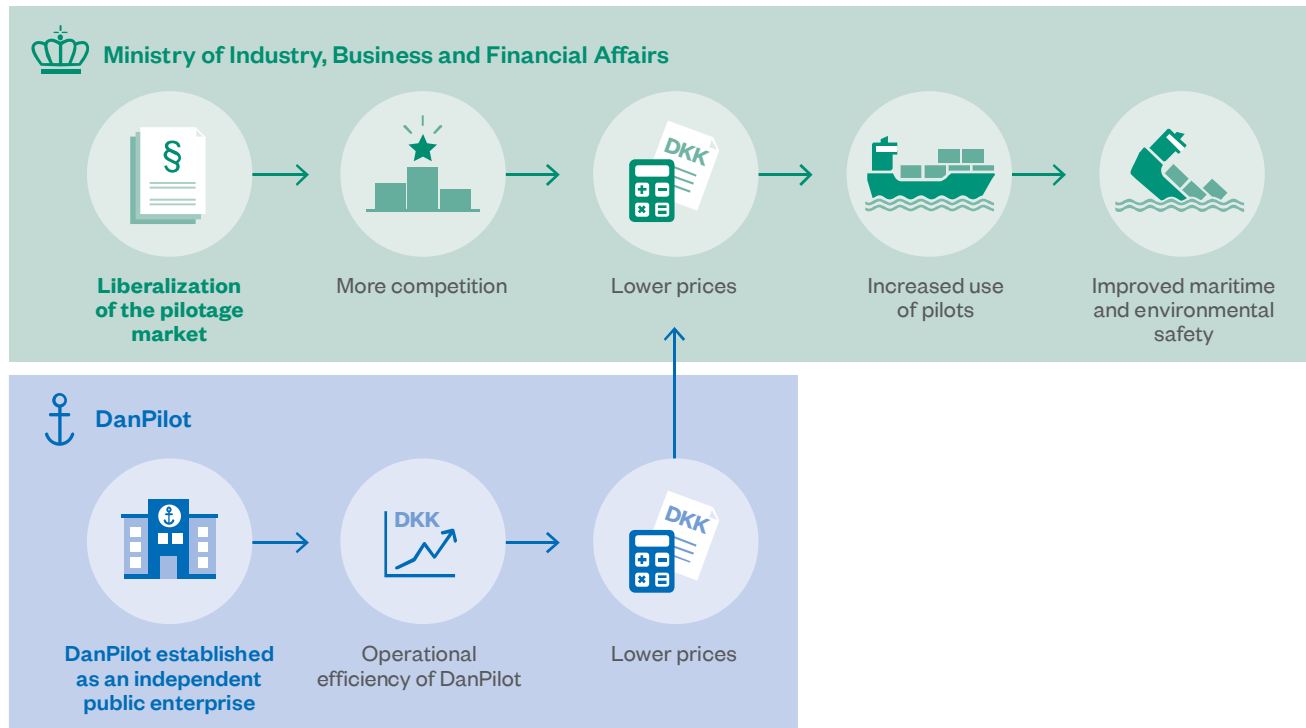 Ministry of Industry, Business and Financial Affairs
§
DKK
Liberalization
of the pilotage
market
More competition
Lower prices
Increased use
of pilots
Improved maritime
and environmental
safety
DanPilot
DKK
DKK
DanPilot established
as an independent
public enterprise
Operational
efficiency of DanPilot
Lower prices